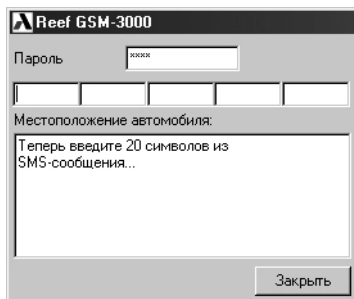 Reef GSM-3000
Пароль ****
Местоположение автомобиля:
Теперь введите 20 символов из
SMS-сообщения...
Закрыть